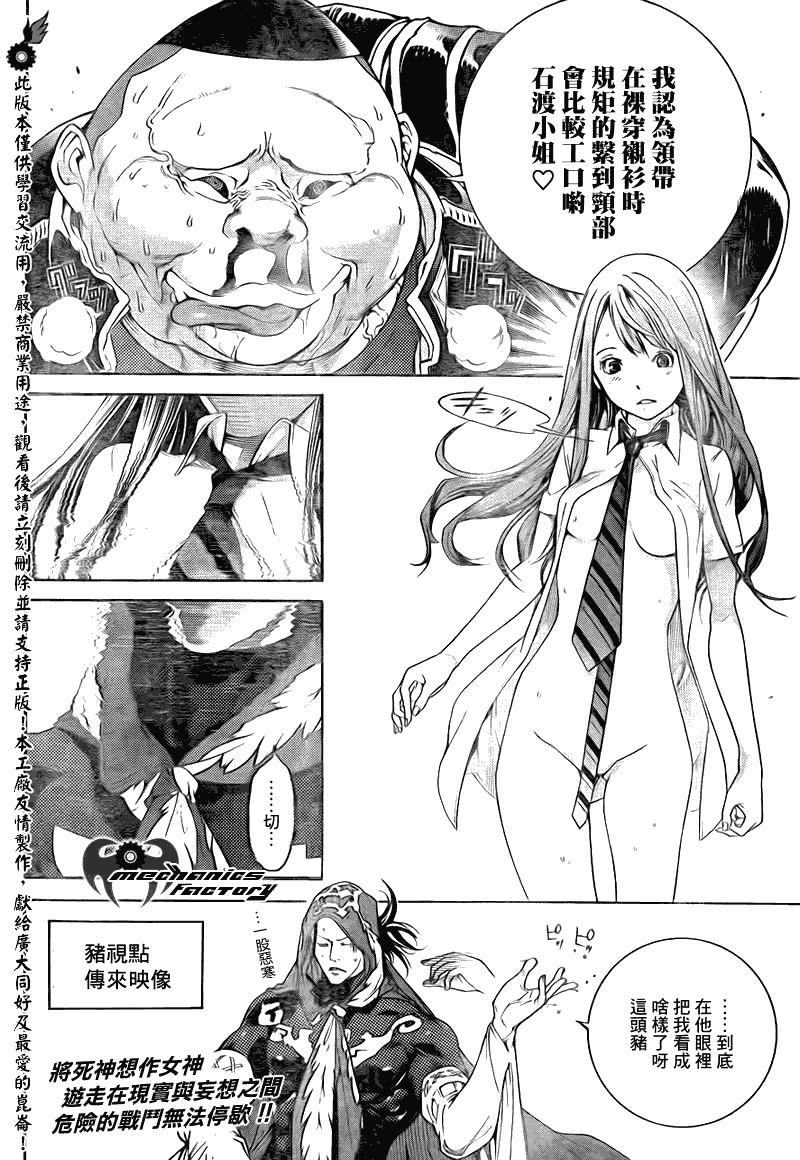 我認為領帶
在裸穿襯衫時
規矩的繫到頸部
會比較工口喲
石渡小姐♡
……切…
mechanics
Factory
豬視點
傳來映像
……一股惡寒
ピピッ
ピピッ
……到底
在他眼裡
把我看成
啥樣了呀
這頭豬
將死神想作女神
遊走在現實與妄想之間
危險的戰鬥無法停歇!!
此版本僅供學習交流用，嚴禁商業用途！觀看後請立刻刪除並請支持正版！本工廠友情製作，獻給廣大同好及最愛的崑崙！